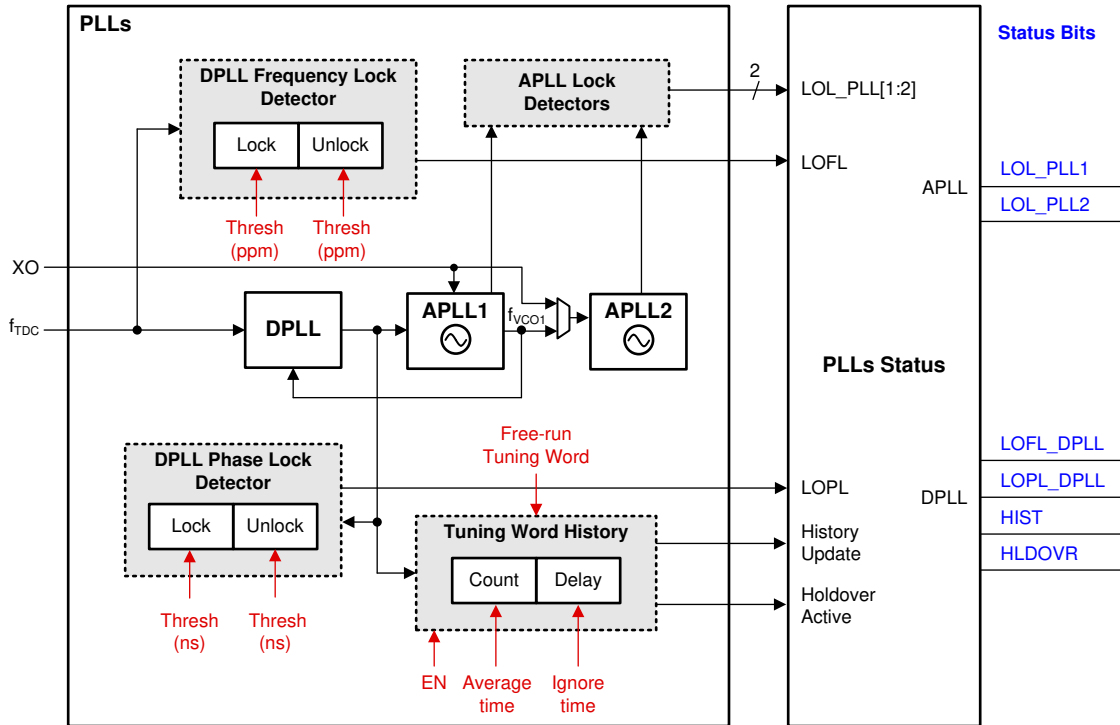 PLLs
Status Bits
DPLL Frequency Lock
Detector
Lock
Unlock
Thresh
(ppm)
Thresh
(ppm)
APLL Lock
Detectors
2
LOL_PLL[1:2]
LOFL
APLL
LOL_PLL1
LOL_PLL2
XO
fTDC
DPLL
APLL1
fVCO1
APLL2
PLLs Status
Free-run
Tuning Word
DPLL Phase Lock
Detector
Lock
Unlock
Thresh
(ns)
Thresh
(ns)
Tuning Word History
Count
Delay
EN
Average
time
Ignore
time
LOPL
History
Update
Holdover
Active
DPLL
LOFL_DPLL
LOPL_DPLL
HIST
HLDOVR